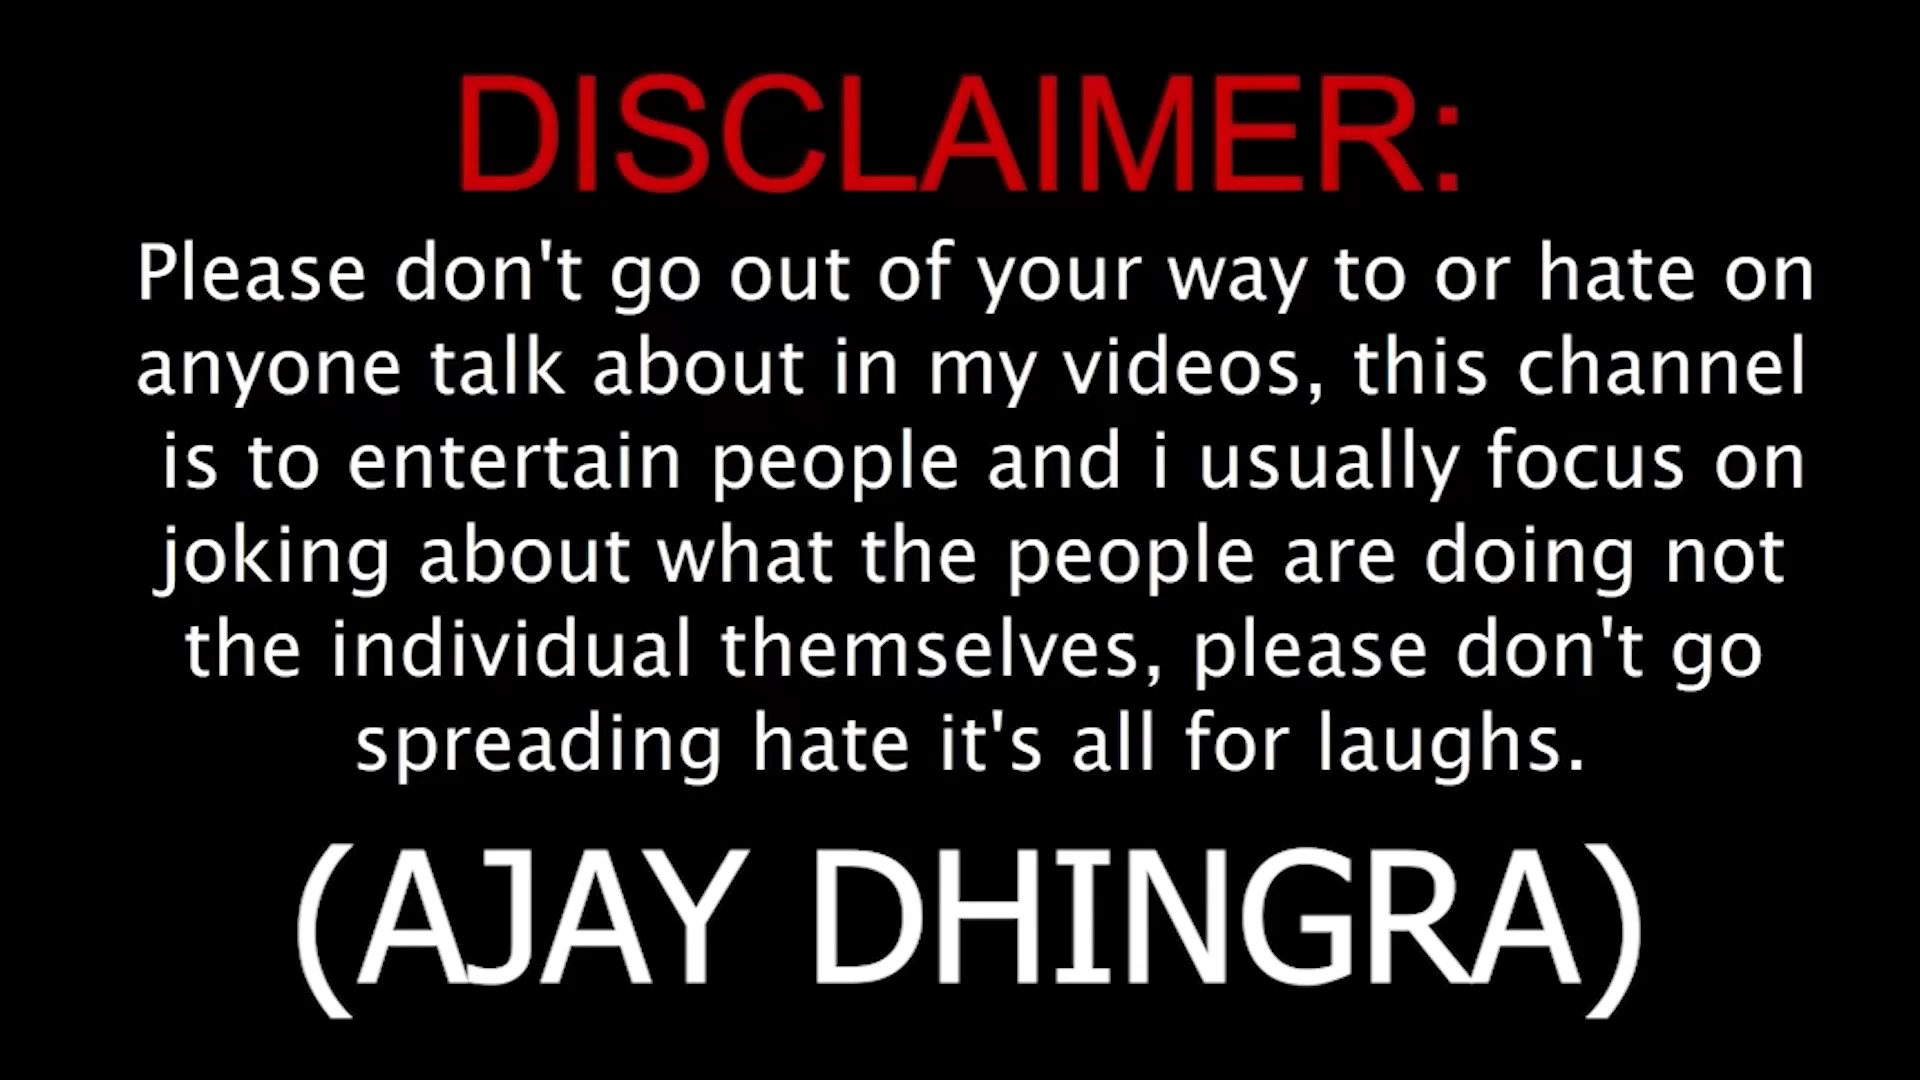 DISCLAIMER:
Please don't go out of your way to or hate on
anyone talk about in my videos, this channel
is to entertain people and i usually focus on
joking about what the people are doing not
the individual themselves, please don't go
spreading hate it's all for laughs.
(AJAY DHINGRA)